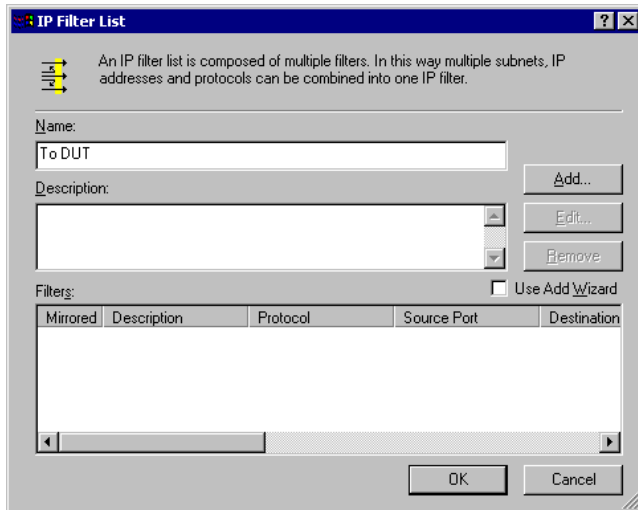 IP Filter List
An IP filter list is composed of multiple filters. In this way multiple subnets, IP
addresses and protocols can be combined into one IP filter.
Name:
To DUT
Add...
Description:
Edit...
Remove
Filters:
Use Add Wizard
Mirrored Description Protocol Source Port Destination
OK Cancel